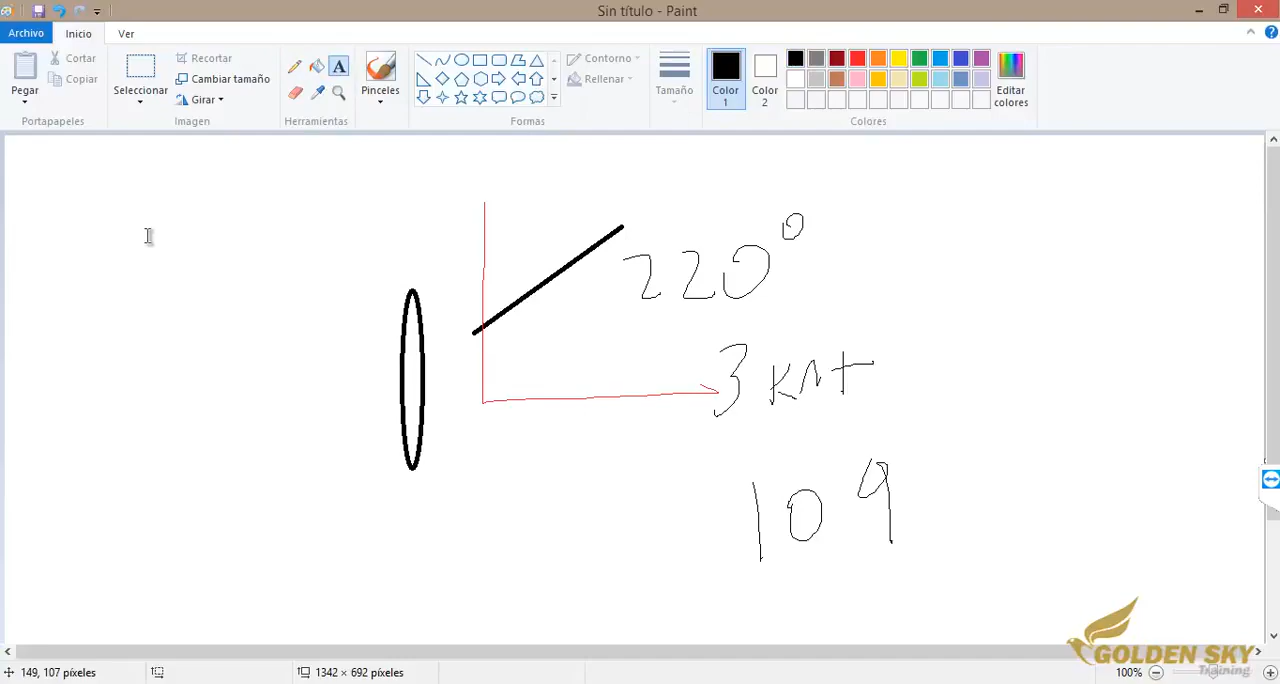 Sin título - Paint
Archivo
Inicio
Ver
Pegar
Cortar
Copiar
Portapapeles
Seleccionar
Recortar
Cambiar tamaño
Girar
Imagen
A
Herramientas
Pinceles
Contorno
Rellenar
Formas
Tamaño
Color 1
Color 2
Editar colores
Colores
220°
3 Knt
109
GOLDEN SKY
Training
149, 107 píxeles
1342 × 692 píxeles
100%